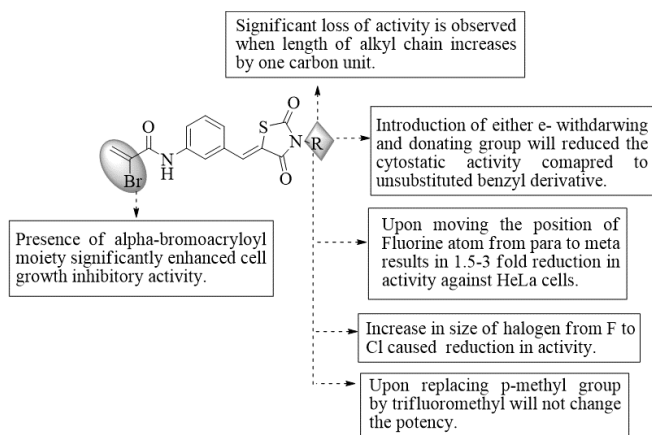 Significant loss of activity is observed
when length of alkyl chain increases
by one carbon unit.
O
S
O
N
R
N
H
O
Br
O
Introduction of either e- withdarwing
and donating group will reduced the
cytostatic activity comapred to
unsubstituted benzyl derivative.
Presence of alpha-bromoacryloyl
moiety significantly enhanced cell
growth inhibitory activity.
Upon moving the position of
Fluorine atom from para to meta
results in 1.5-3 fold reduction in
activity against HeLa cells.
Increase in size of halogen from F to
Cl caused reduction in activity.
Upon replacing p-methyl group
by trifluoromethyl will not change
the potency.